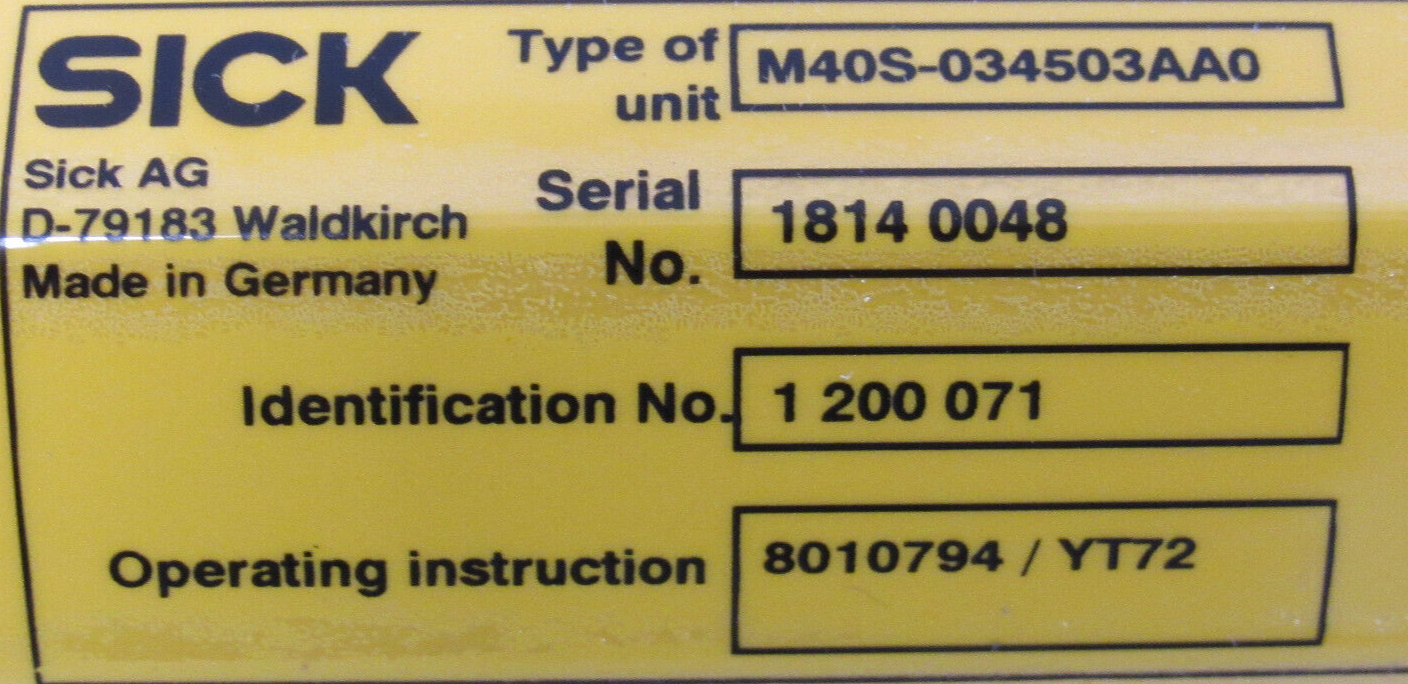 SICK
Sick AG
D-79183 Waldkirch
Made in Germany
Type of
unit
M40S-034503AA0
Serial
No.
1814 0048
Identification No.
1 200 071
Operating instruction
8010794 / YT72